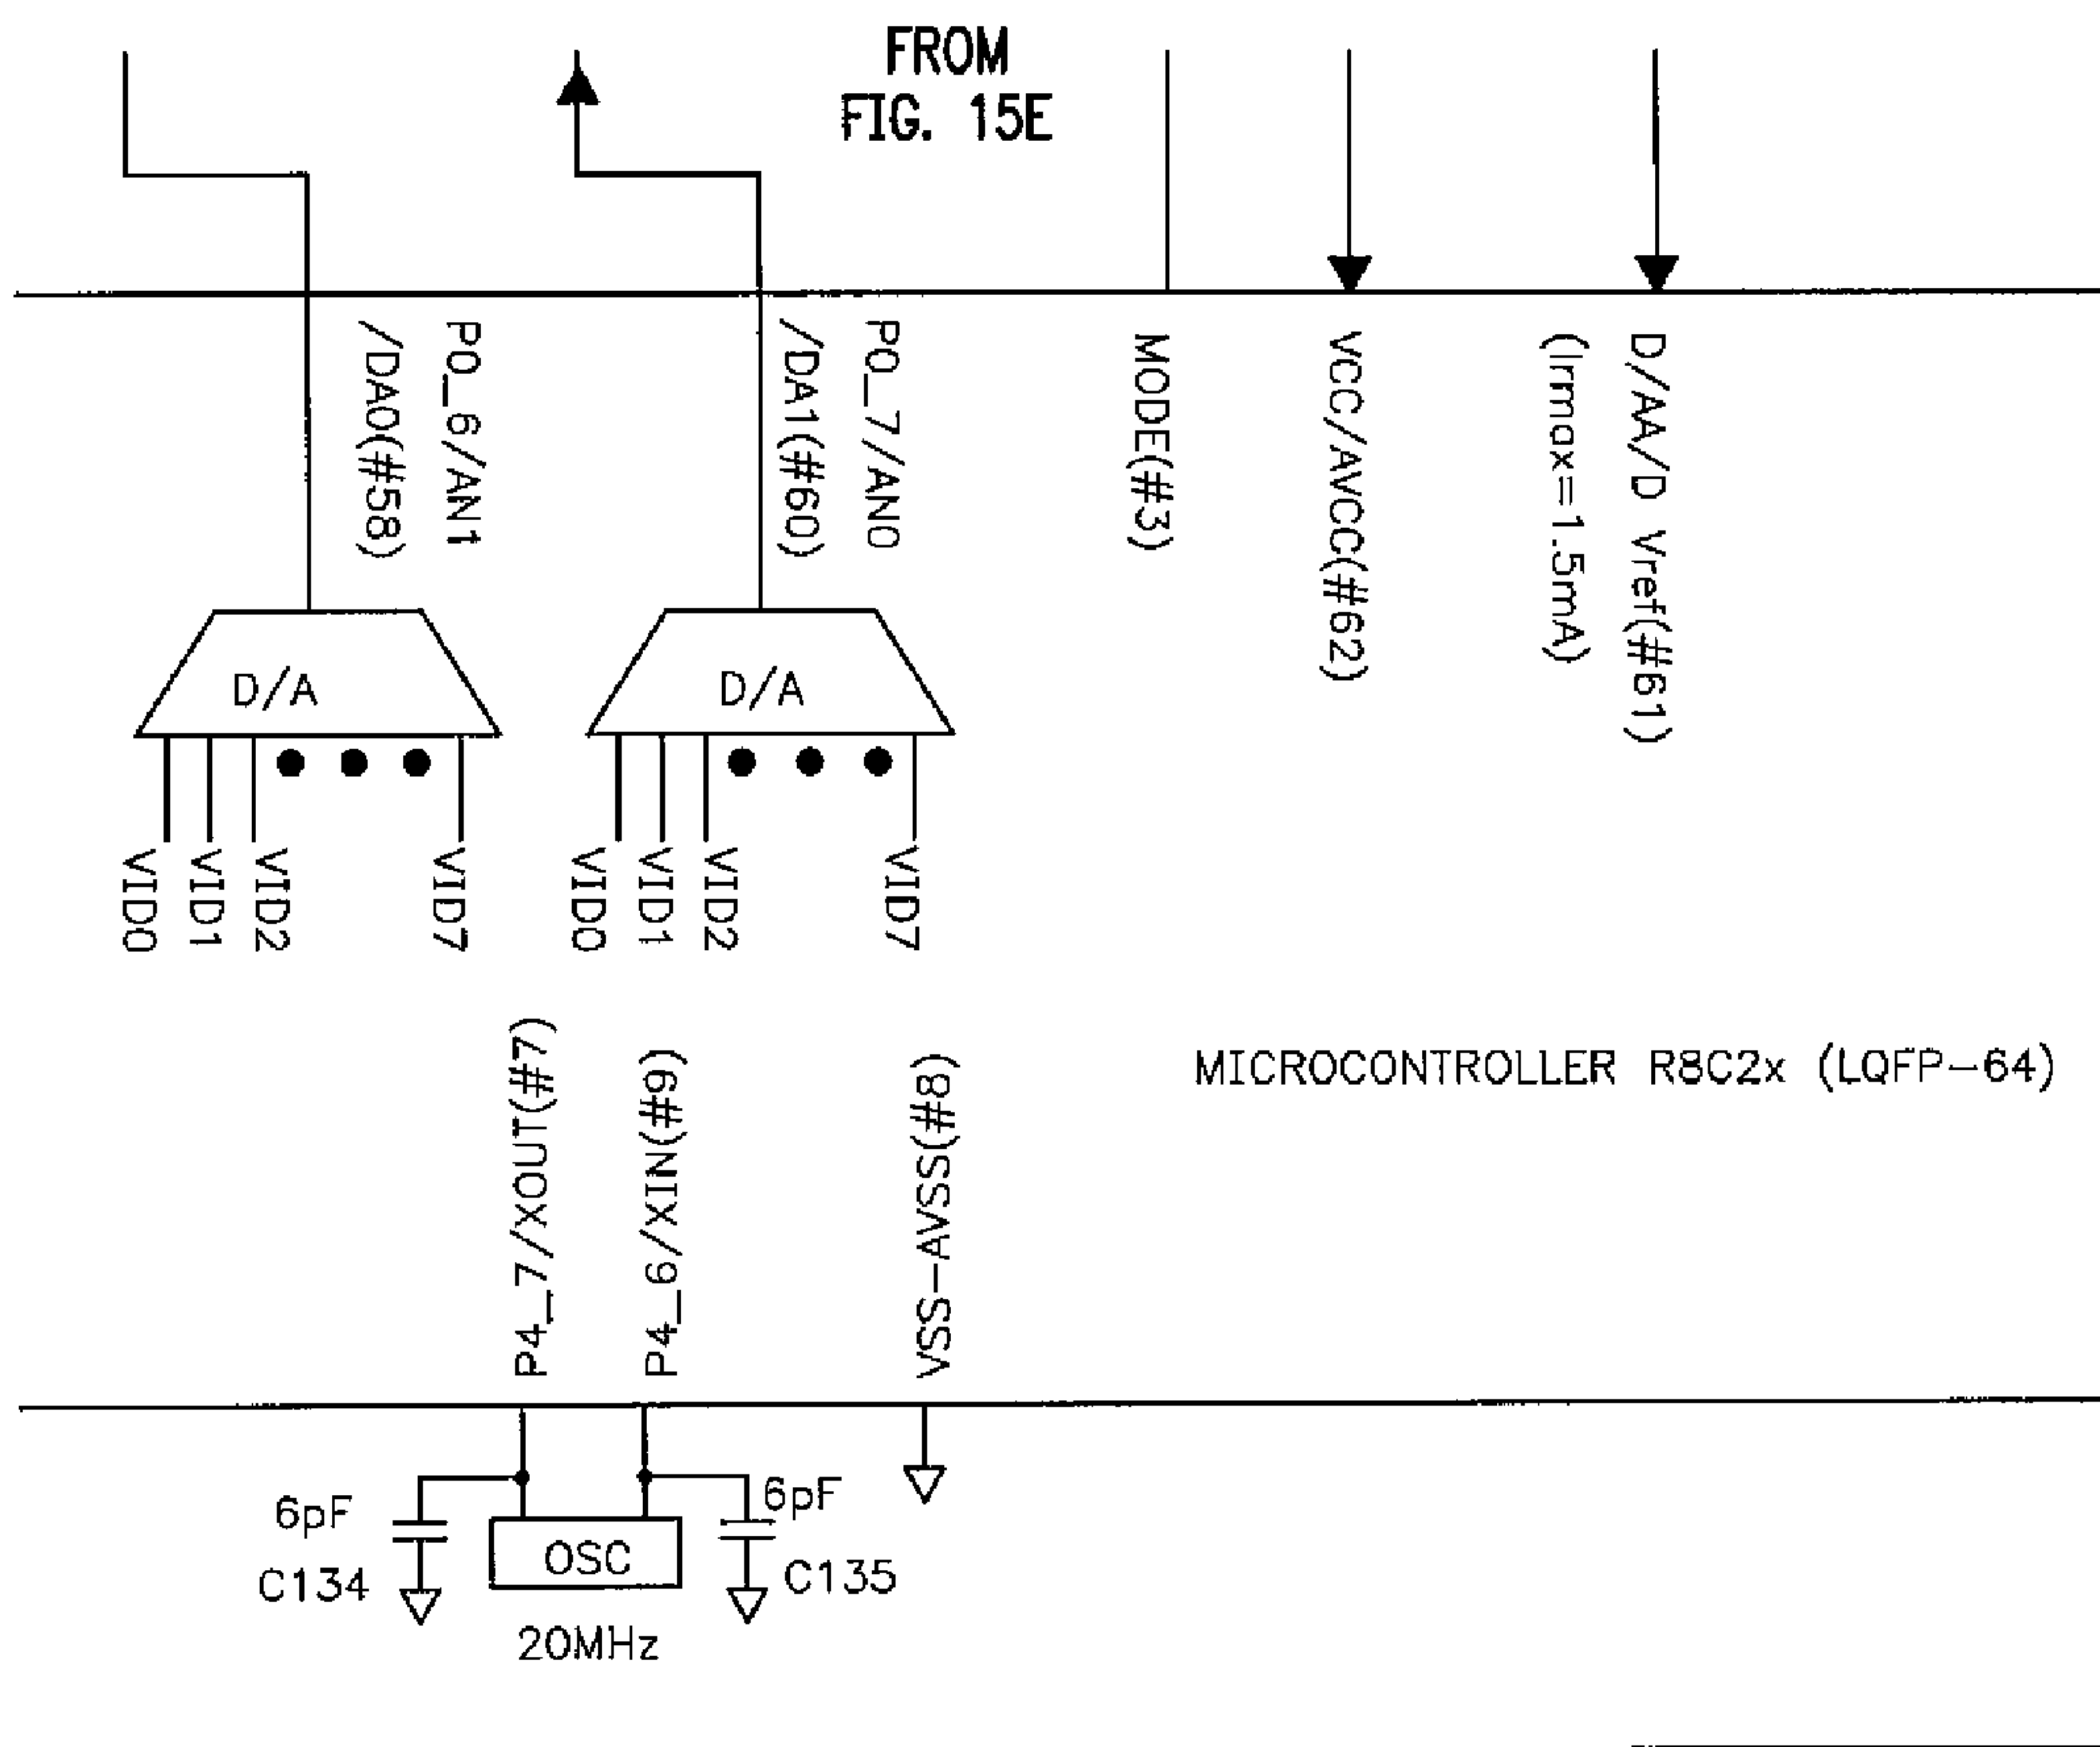 FROM
FIG. 15E
P0_6/AN1
/DA0(#58)
P0_7/AN0
/DA1(#60)
MODE(#3)
VCC/AVCC(#62)
D/AA/D Vref(#61)
(Irmax=1.5mA)
D/A
D/A
VID0
VID1
VID2
VID7
VID0
VID1
VID2
VID7
P4_7/XOUT(#7)
P4_6/XIN(#6)
VSS-AVSS(#8)
MICROCONTROLLER R8C2x (LQFP-64)
6pF
C134
OSC
6pF
C135
20MHz